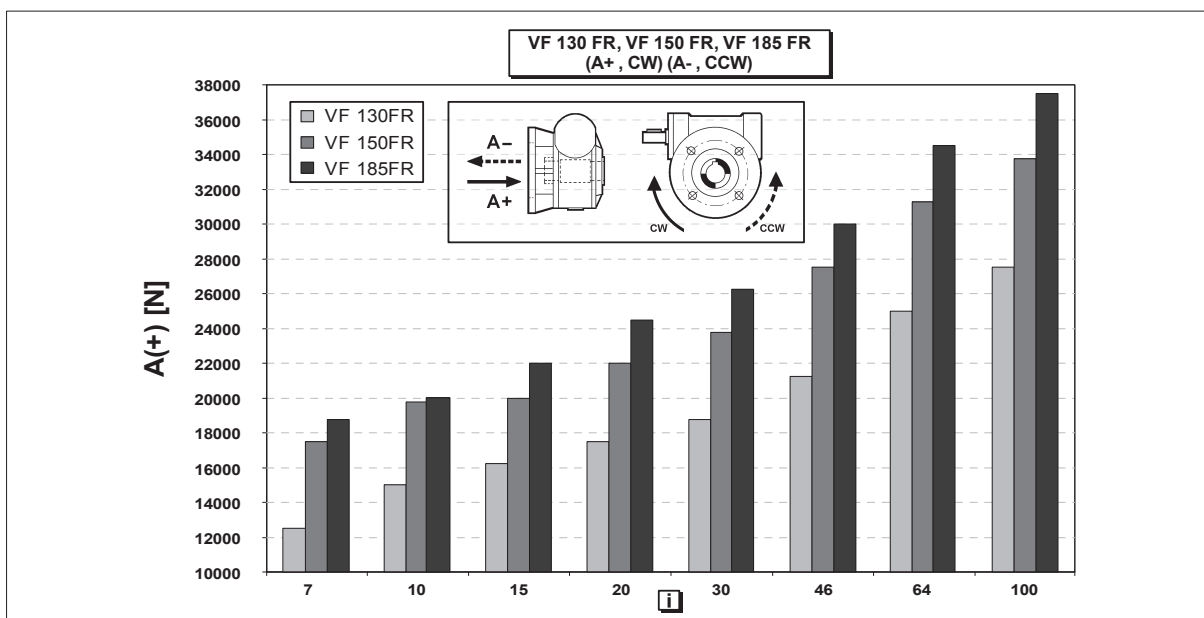 VF 130 FR, VF 150 FR, VF 185 FR
(A+ , CW) (A- , CCW)
38000
36000
34000
32000
30000
28000
26000
24000
22000
20000
18000
16000
14000
12000
10000
A(+) [N]
VF 130FR
VF 150FR
VF 185FR
A–
A+
CW
CCW
7 10 15 20 30 46 64 100
i